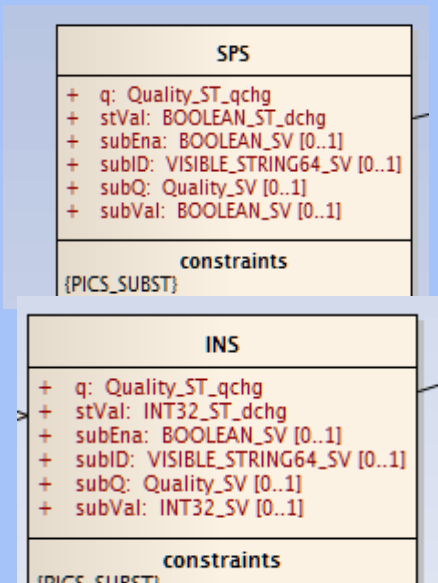 SPS
+ q: Quality_ST_qchg
+ stVal: BOOLEAN_ST_dchg
+ subEna: BOOLEAN_SV [0..1]
+ subID: VISIBLE_STRING64_SV [0..1]
+ subQ: Quality_SV [0..1]
+ subVal: BOOLEAN_SV [0..1]
constraints
{PICS_SUBST}
INS
+ q: Quality_ST_qchg
+ stVal: INT32_ST_dchg
+ subEna: BOOLEAN_SV [0..1]
+ subID: VISIBLE_STRING64_SV [0..1]
+ subQ: Quality_SV [0..1]
+ subVal: INT32_SV [0..1]
constraints
{PICS_SUBST}